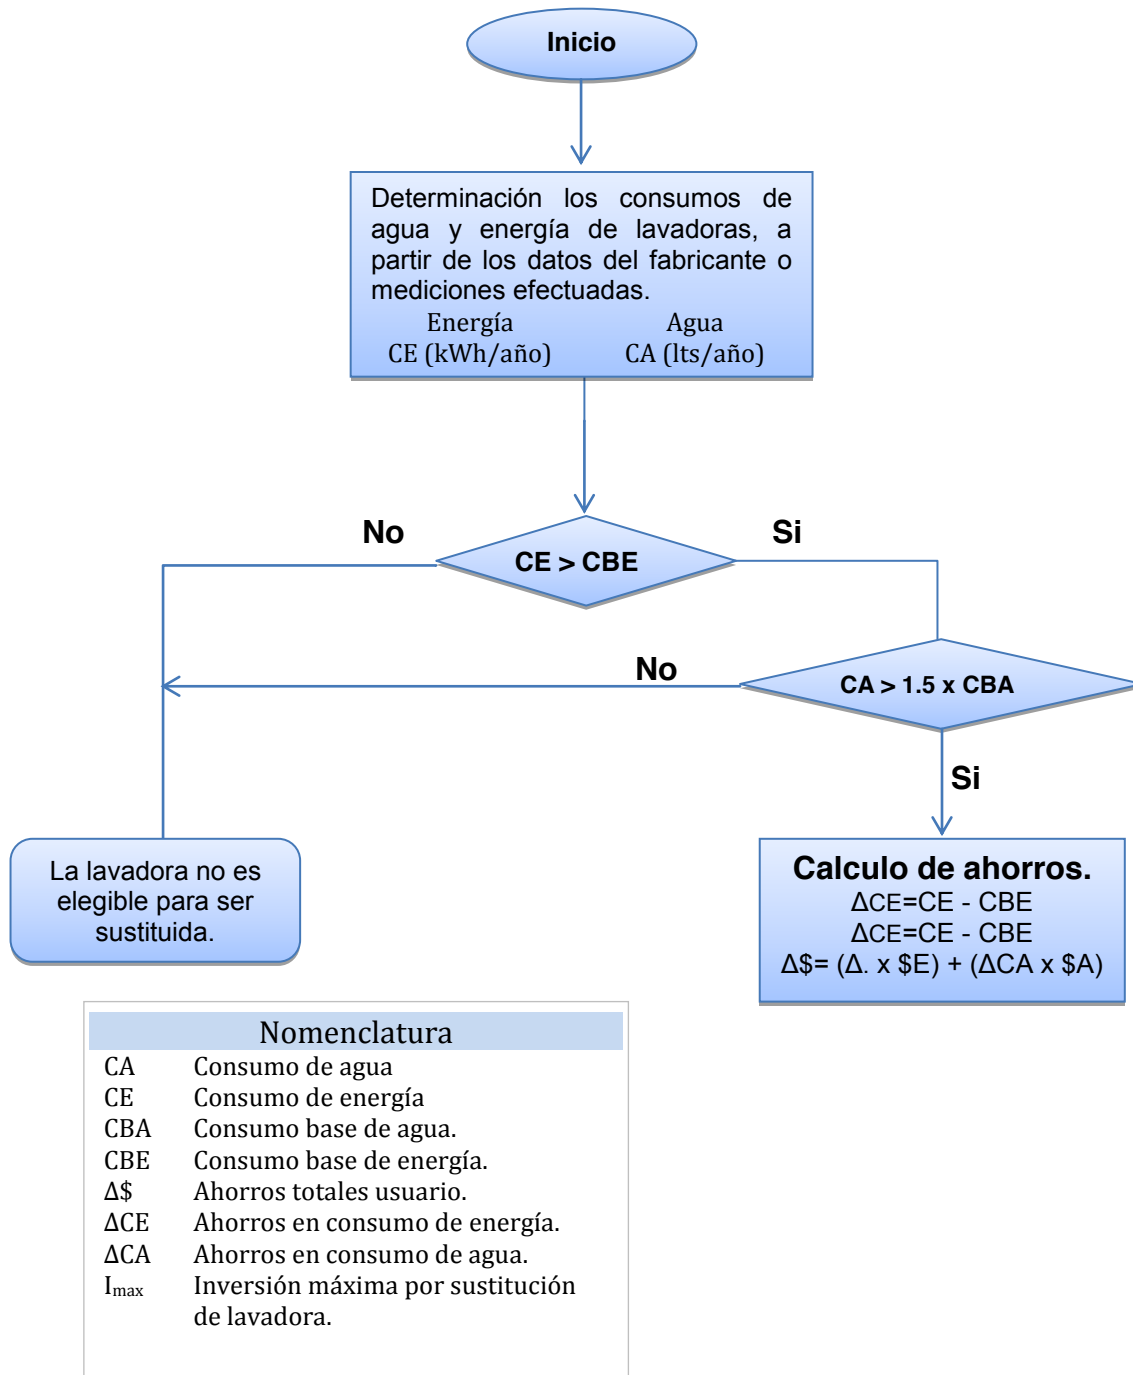 Inicio
Determinación los consumos de
agua y energía de lavadoras, a
partir de los datos del fabricante o
mediciones efectuadas.
Energía Agua
CE (kWh/año) CA (lts/año)
No Si
CE > CBE
No
CA > 1.5 x CBA
Si
La lavadora no es
elegible para ser
sustituida.
Calculo de ahorros.
ΔCE=CE - CBE
ΔCE=CE - CBE
Δ$= (Δ. x $E) + (ΔCA x $A)
Nomenclatura
CA Consumo de agua
CE Consumo de energía
CBA Consumo base de agua.
CBE Consumo base de energía.
Δ$ Ahorros totales usuario.
ΔCE Ahorros en consumo de energía.
ΔCA Ahorros en consumo de agua.
Imax Inversión máxima por sustitución
de lavadora.